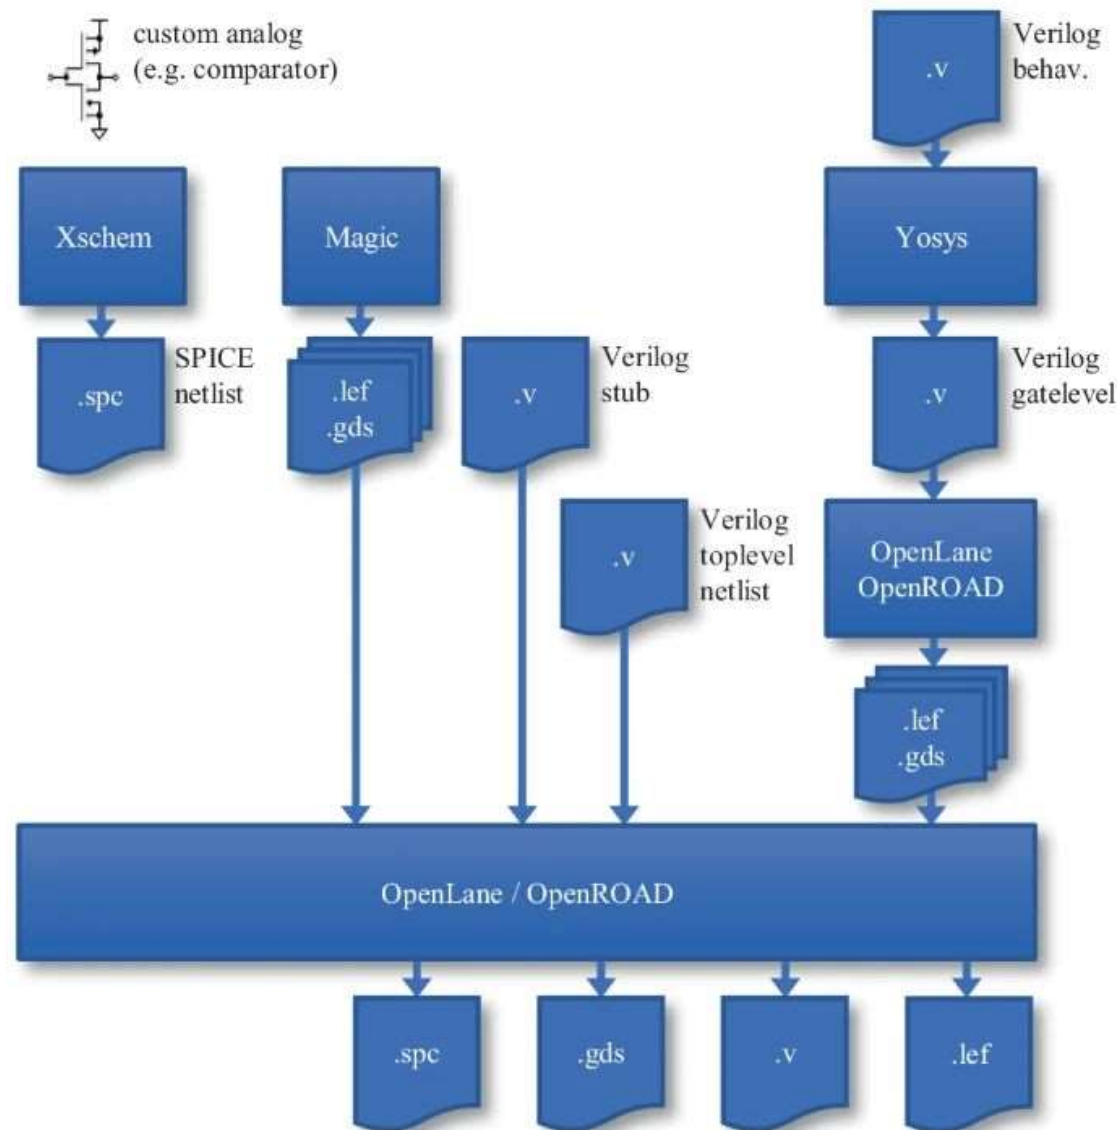 custom analog
(e.g. comparator)
.v
Verilog
behav.
Xschem
Magic
Yosys
.spc
SPICE
netlist
.lef
.gds
.v
Verilog
stub
.v
Verilog
gatelevel
.v
Verilog
toplevel
netlist
OpenLane
OpenROAD
.lef
.gds
OpenLane / OpenROAD
.spc
.gds
.v
.lef